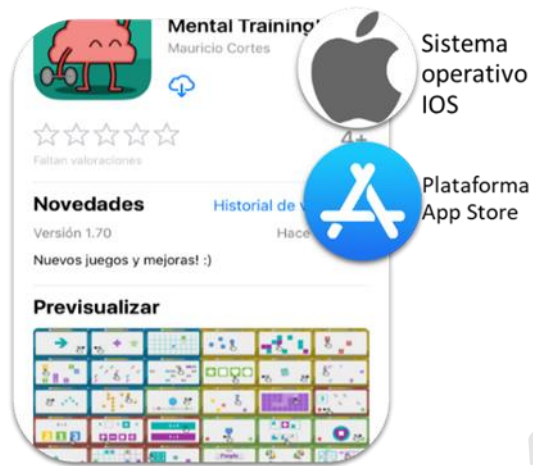 Mental Training
Mauricio Cortes
4+
Faltan valoraciones
Novedades
Historial de
Versión 1.70
Hace
Nuevos juegos y mejoras! :)
Previsualizar
Sistema
operativo
IOS
Plataforma
App Store